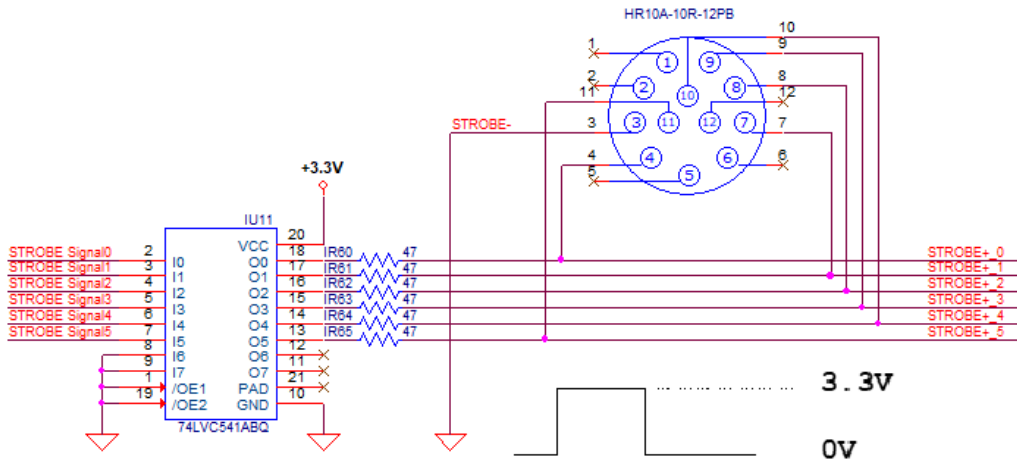 HR10A-10R-12PB
1 10
9
2 8
11 12
STROBE- 3 7
4 6
5
1 9
2 8
10
11 12
3 7
4 6
5
+3.3V
IU11
VCC 20
STROBE Signal0 2 I0 O0 18 IR60 47 STROBE+_0
STROBE Signal1 3 I1 O1 17 IR61 47 STROBE+_1
STROBE Signal2 4 I2 O2 16 IR62 47 STROBE+_2
STROBE Signal3 5 I3 O3 15 IR63 47 STROBE+_3
STROBE Signal4 6 I4 O4 14 IR64 47 STROBE+_4
STROBE Signal5 7 I5 O5 13 IR65 47 STROBE+_5
8 I6 O6 12
9 I7 O7 11
1 /OE1 PAD 21
19 /OE2 GND 10
74LVC541ABQ
3.3V
0V